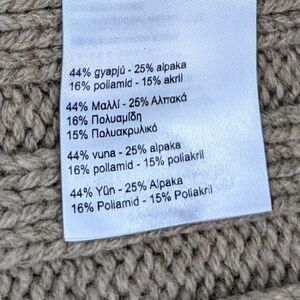 44% gyapjú - 25% alpaka
16% poliamid - 15% akril
44% Μαλλί - 25% Αλπακά
16% Πολυαμίδη
15% Πολυακρυλικό
44% vuna - 25% alpaka
16% poliamid - 15% poliakril
44% Yün - 25% Alpaka
16% Poliamid - 15% Poliakril